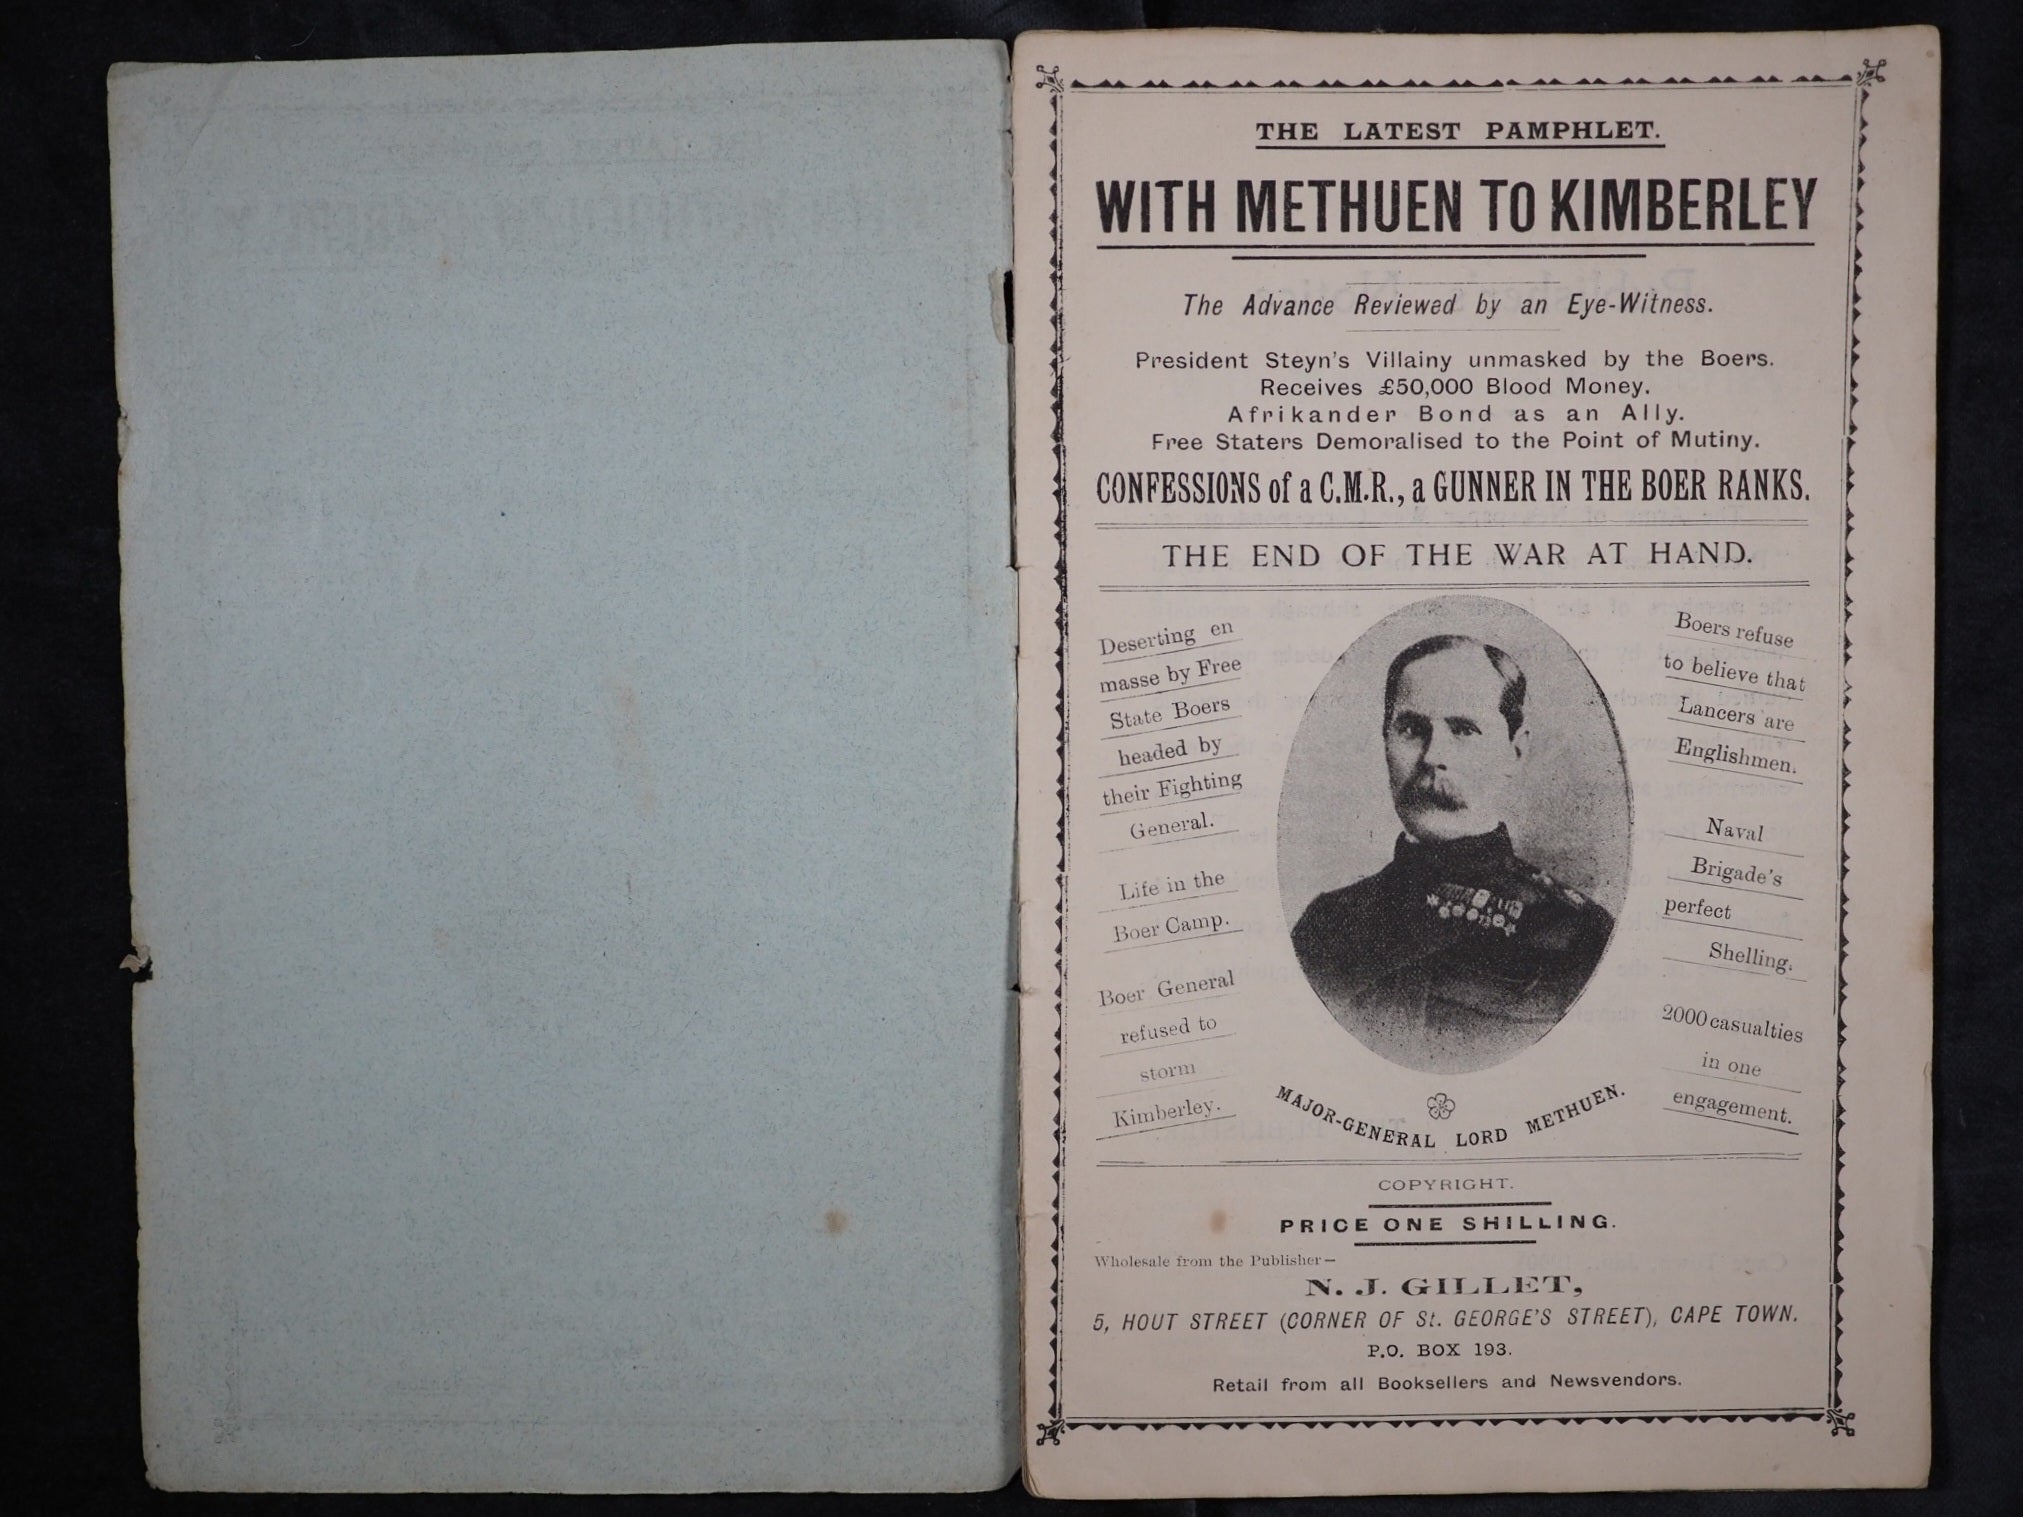 THE LATEST PAMPHLET.
WITH METHUEN TO KIMBERLEY
The Advance Reviewed by an Eye-Witness.
President Steyn's Villainy unmasked by the Boers.
Receives £50,000 Blood Money.
Afrikander Bond as an Ally.
Free Staters Demoralised to the Point of Mutiny.
CONFESSIONS of a C.M.R., a GUNNER IN THE BOER RANKS.
THE END OF THE WAR AT HAND.
Deserting en
masse by Free
State Boers
headed by
their Fighting
General.
Life in the
Boer Camp.
Boer General
refused to
storm
Kimberley.
Boers refuse
to believe that
Lancers are
Englishmen.
Naval
Brigade's
perfect
Shelling.
2000 casualties
in one
engagement.
MAJOR-GENERAL LORD METHUEN.
COPYRIGHT.
PRICE ONE SHILLING.
Wholesale from the Publisher—
N. J. GILLET,
5, HOUT STREET (CORNER OF St. GEORGE'S STREET), CAPE TOWN.
P.O. BOX 193.
Retail from all Booksellers and Newsvendors.